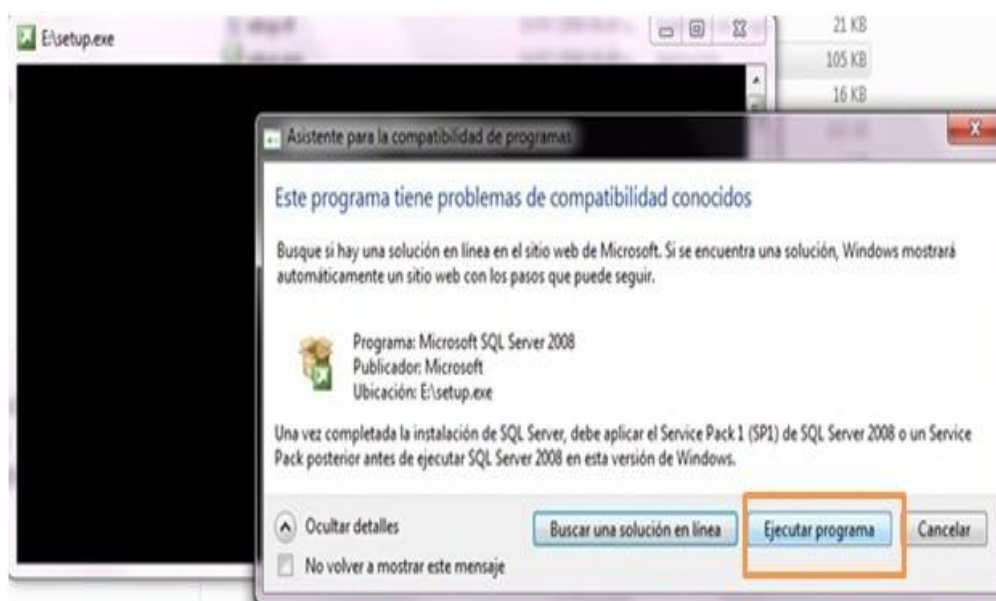 E:\setup.exe
21 KB
105 KB
16 KB
Asistente para la compatibilidad de programas
Este programa tiene problemas de compatibilidad conocidos
Busque si hay una solución en línea en el sitio web de Microsoft. Si se encuentra una solución, Windows mostrará
automáticamente un sitio web con los pasos que puede seguir.
Programa: Microsoft SQL Server 2008
Publicador: Microsoft
Ubicación: E:\setup.exe
Una vez completada la instalación de SQL Server, debe aplicar el Service Pack 1 (SP1) de SQL Server 2008 o un Service
Pack posterior antes de ejecutar SQL Server 2008 en esta versión de Windows.
Ocultar detalles
Buscar una solución en línea
Ejecutar programa
Cancelar
No volver a mostrar este mensaje